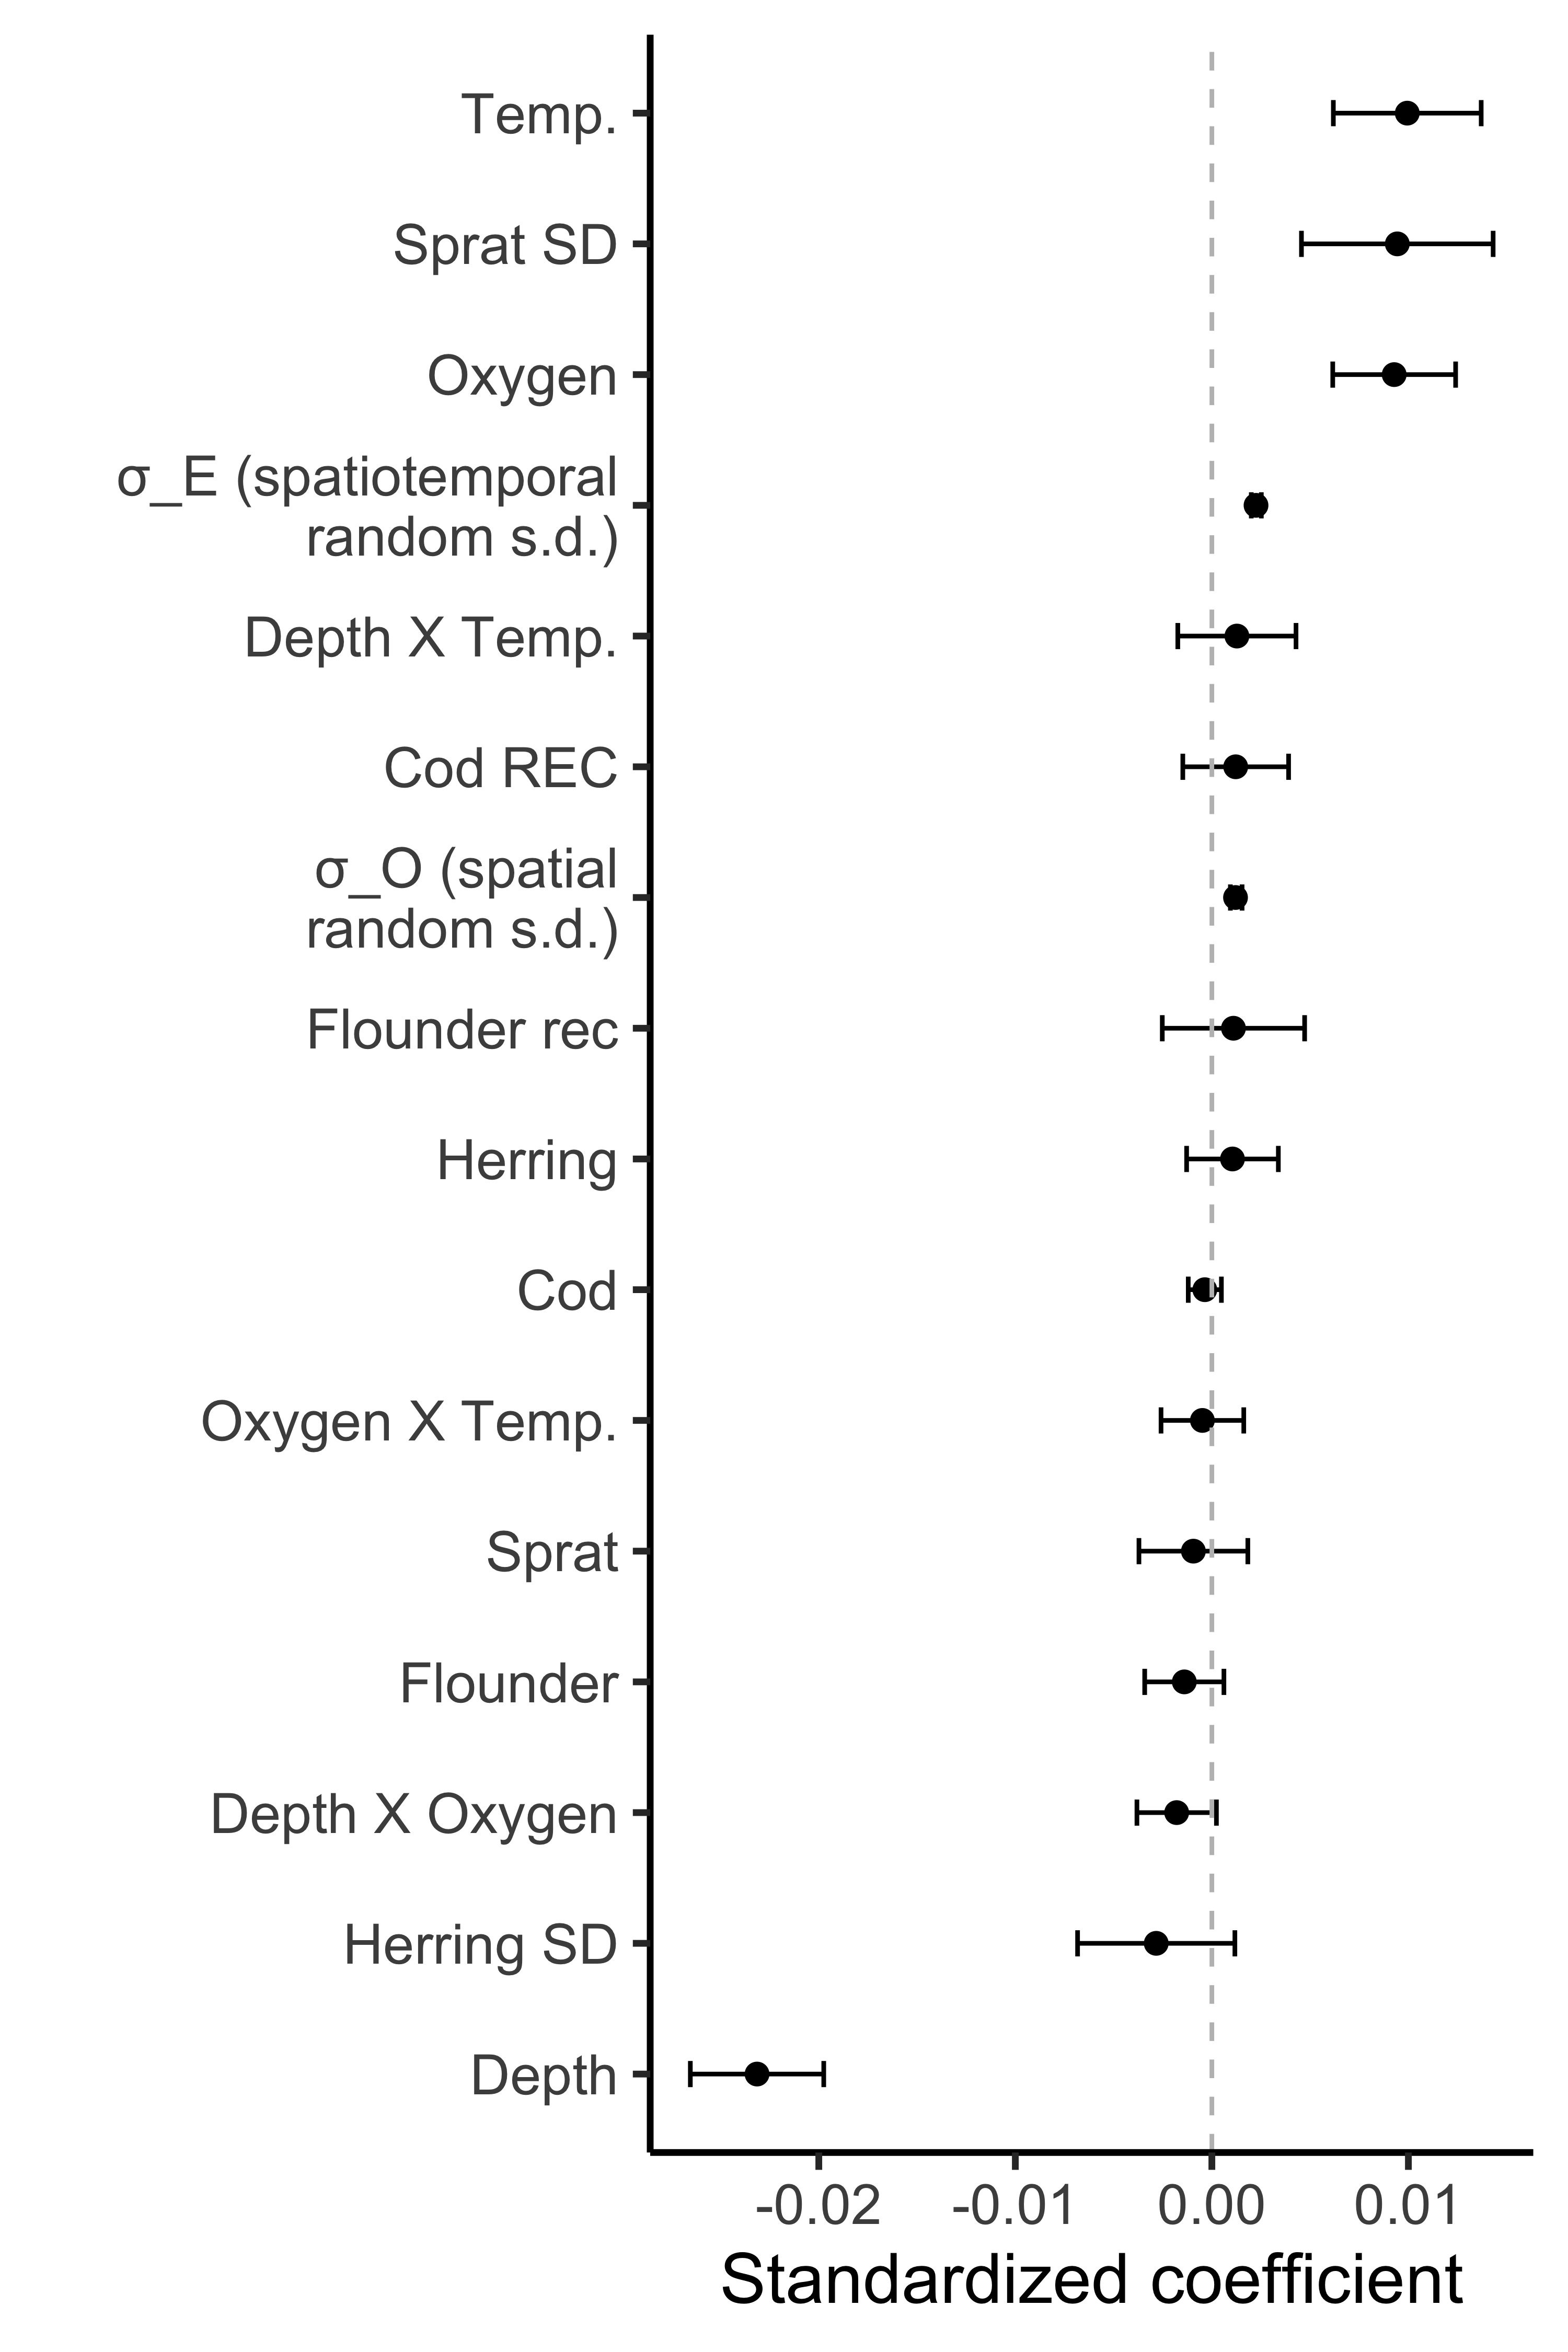 Temp.
Sprat SD
Oxygen
σ_E (spatiotemporal
random s.d.)
Depth X Temp.
Cod REC
σ_O (spatial
random s.d.)
Flounder rec
Herring
Cod
Oxygen X Temp.
Sprat
Flounder
Depth X Oxygen
Herring SD
Depth
-0.02 -0.01 0.00 0.01
Standardized coefficient